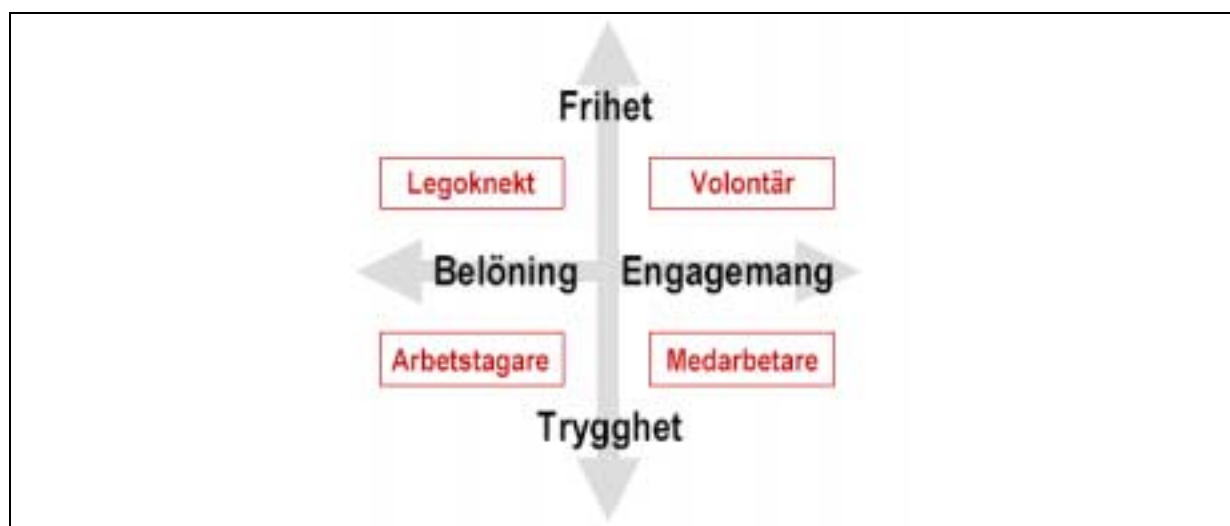 Frihet
Legoknekt Volontär
Belöning Engagemang
Arbetstagare Medarbetare
Trygghet